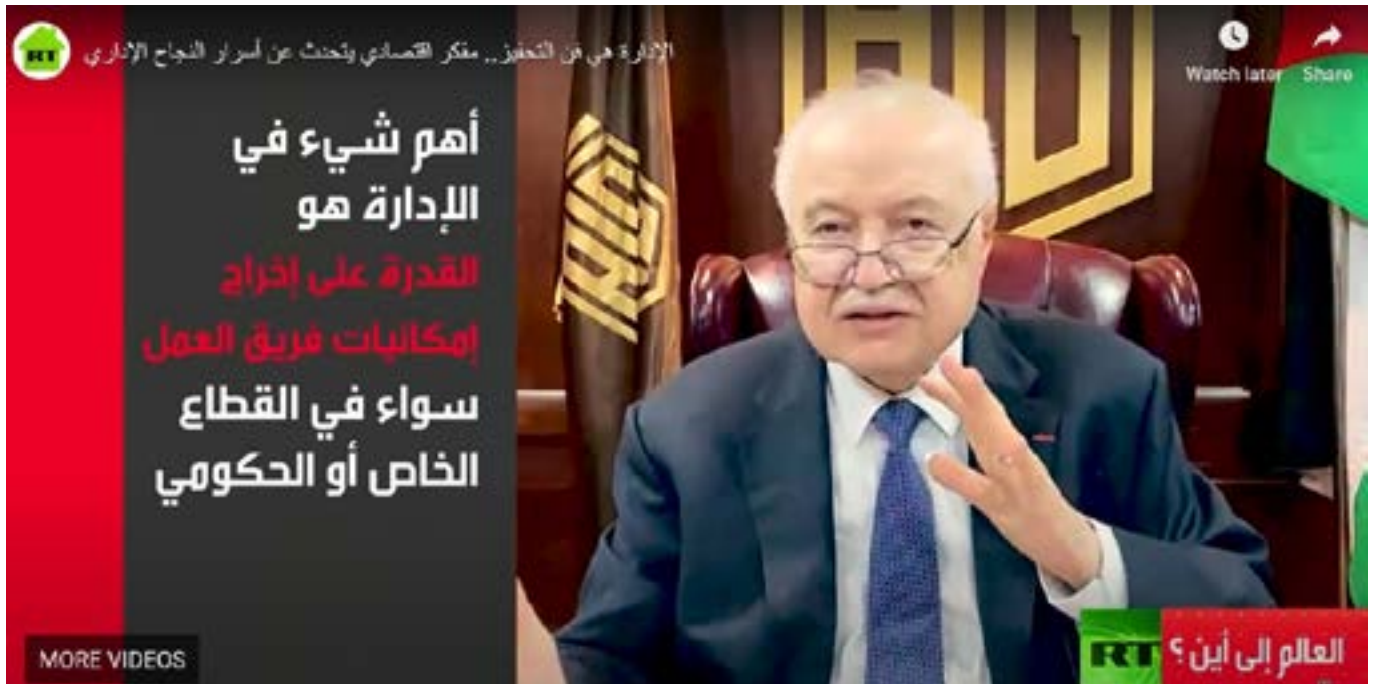 RT
الإدارة هي فن التحفيز.. مفكر اقتصادي يتحدث عن أسرار النجاح الإداري
Watch later
Share
أهم شيء في
الإدارة هو
القدرة على إخراج
إمكانيات فريق العمل
سواء في القطاع
الخاص أو الحكومي
MORE VIDEOS
RT
العالم إلى أين ؟